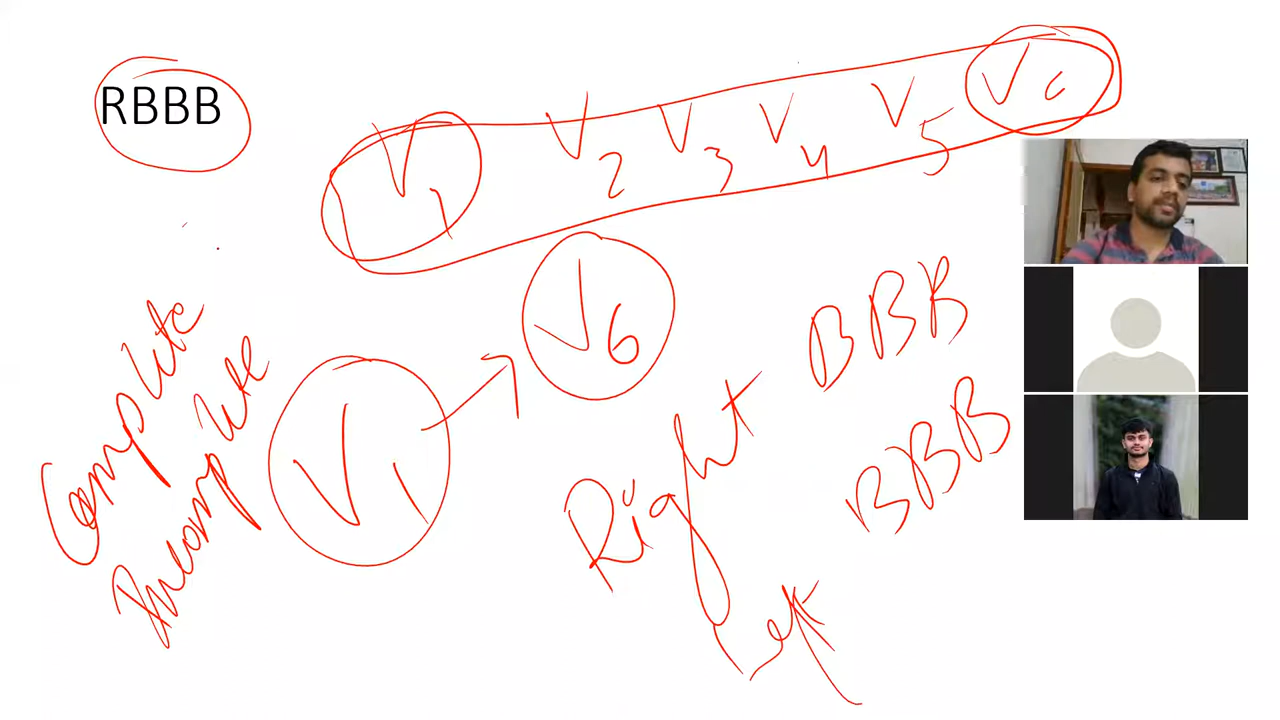 RBBB
V1 V2 V3 V4 V5 V6
V1 → V6
Complete
Incomplete
Right BBB
Left BBB